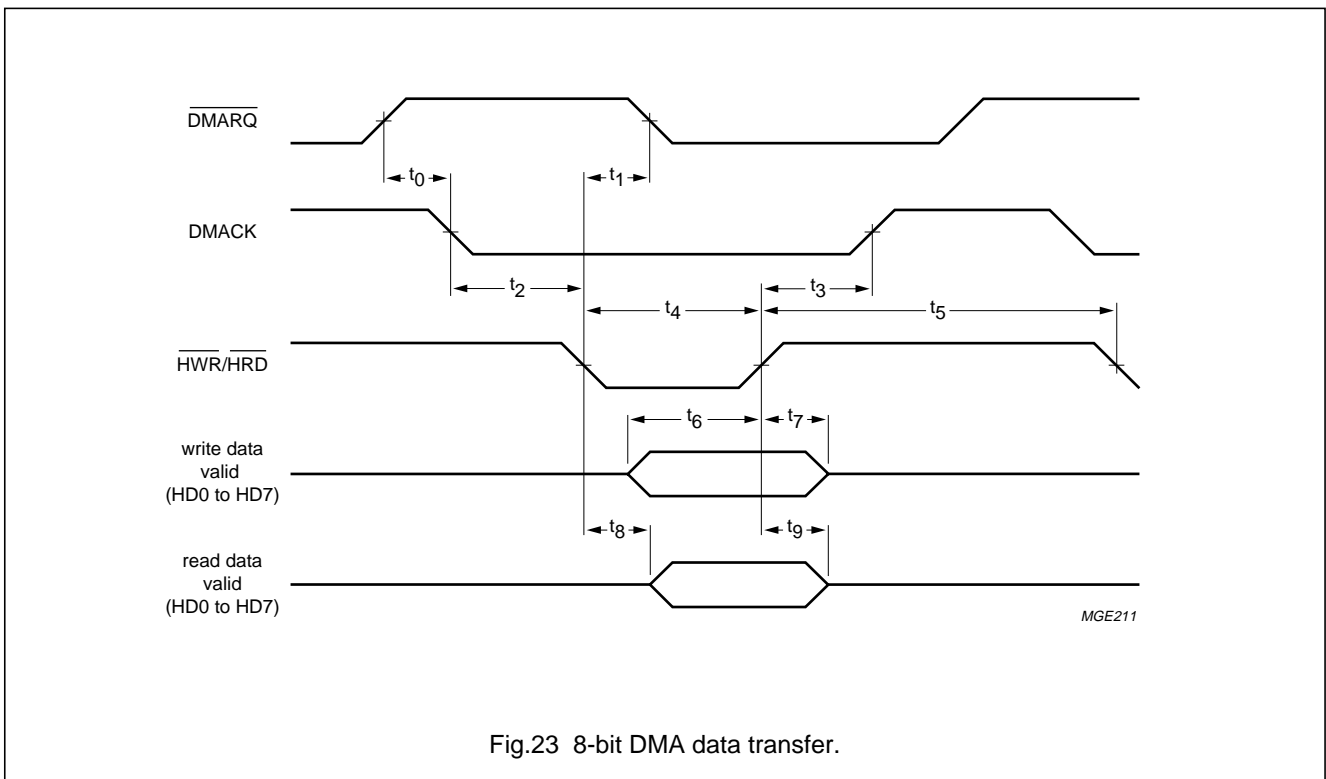 DMARQ
t0
t1
DMACK
t2
t3
t4
t5
HWR/HRD
t6
t7
write data
valid
(HD0 to HD7)
t8
t9
read data
valid
(HD0 to HD7)
MGE211
Fig.23 8-bit DMA data transfer.